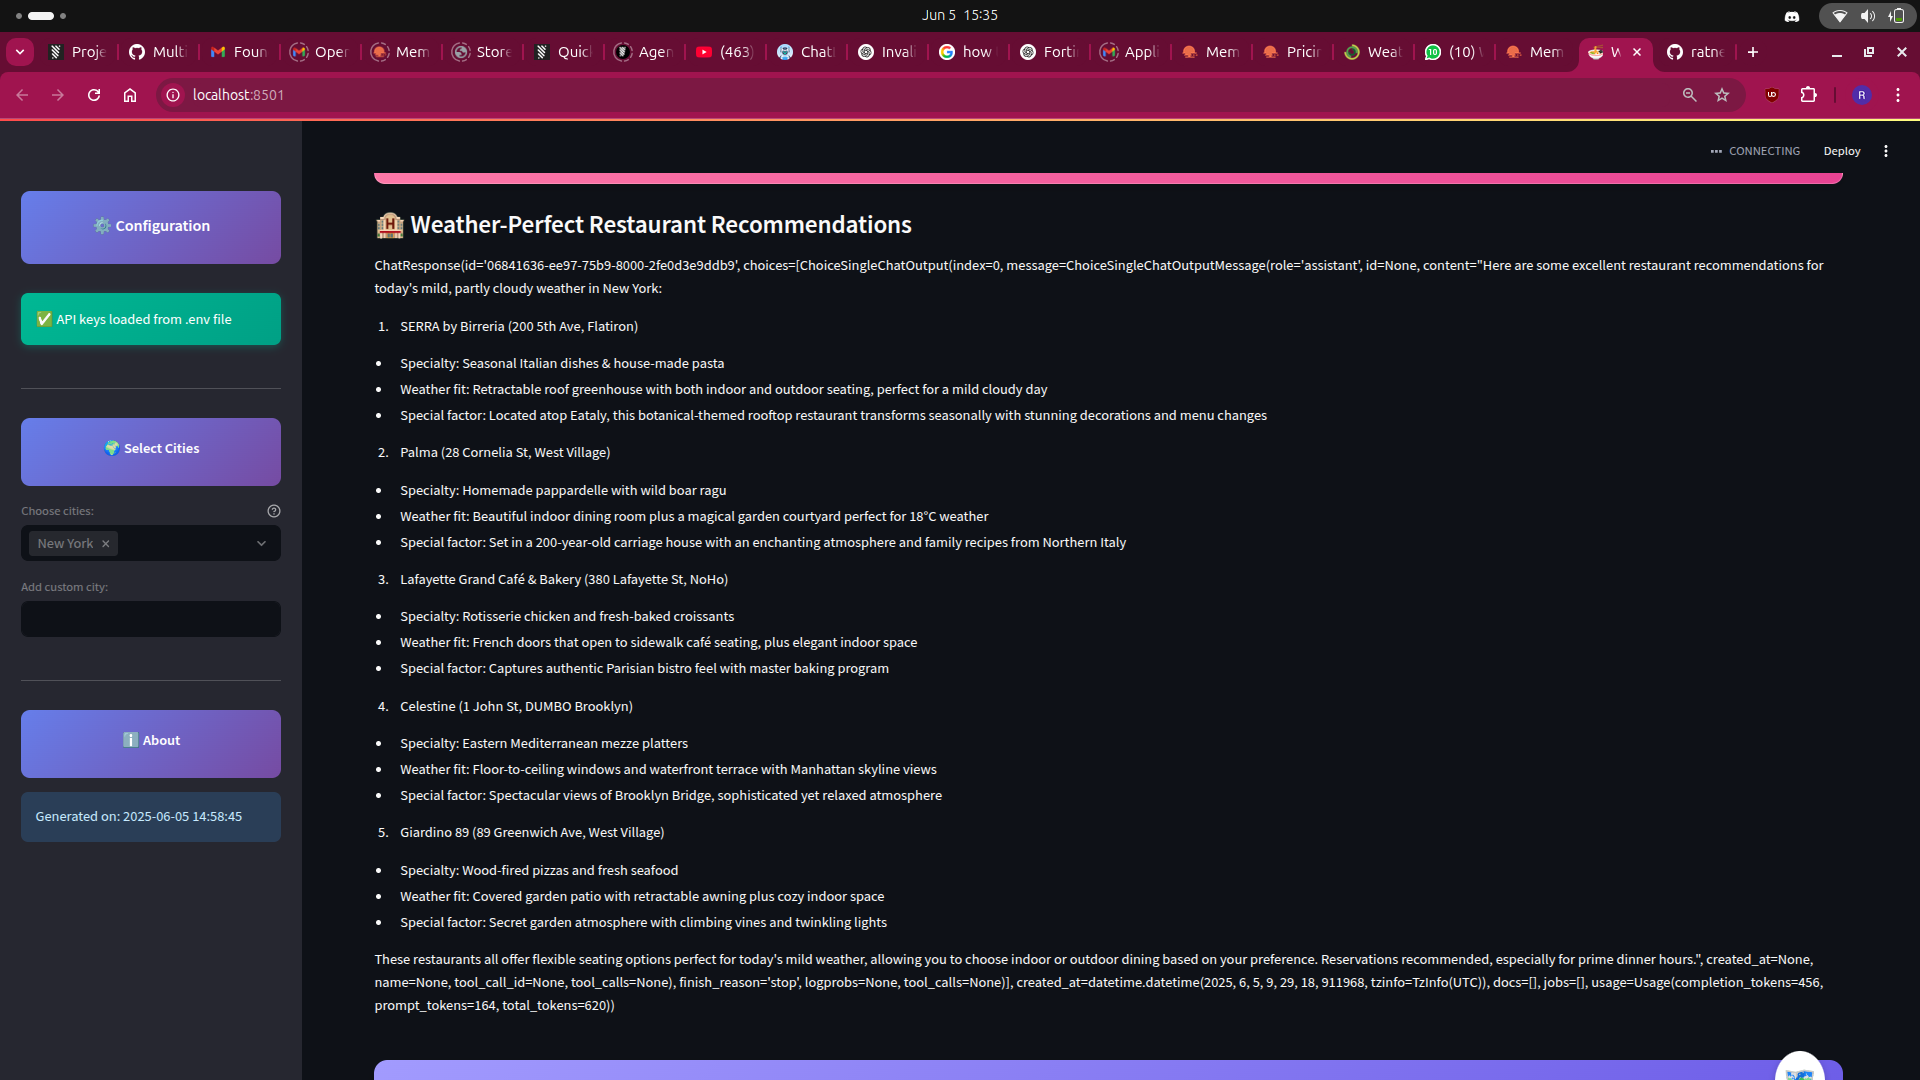 Jun 5 15:35
Proje
Multi
Foun
Oper
Mem
Store
Quick
Agen
(463)
Chat
Invali
how
Forti
Appli
Mem
Pricin
Weat
(10)
Mem
W
ratne
localhost:8501
CONNECTING
Deploy
⚙️ Configuration
✅ API keys loaded from .env file
🌍 Select Cities
Choose cities:
New York
Add custom city:
ℹ️ About
Generated on: 2025-06-05 14:58:45
🏨 Weather-Perfect Restaurant Recommendations
ChatResponse(id='06841636-ee97-75b9-8000-2fe0d3e9ddb9', choices=[ChoiceSingleChatOutput(index=0, message=ChoiceSingleChatOutputMessage(role='assistant', id=None, content="Here are some excellent restaurant recommendations for
today's mild, partly cloudy weather in New York:
1. SERRA by Birreria (200 5th Ave, Flatiron)
• Specialty: Seasonal Italian dishes & house-made pasta
• Weather fit: Retractable roof greenhouse with both indoor and outdoor seating, perfect for a mild cloudy day
• Special factor: Located atop Eataly, this botanical-themed rooftop restaurant transforms seasonally with stunning decorations and menu changes
2. Palma (28 Cornelia St, West Village)
• Specialty: Homemade pappardelle with wild boar ragu
• Weather fit: Beautiful indoor dining room plus a magical garden courtyard perfect for 18°C weather
• Special factor: Set in a 200-year-old carriage house with an enchanting atmosphere and family recipes from Northern Italy
3. Lafayette Grand Café & Bakery (380 Lafayette St, NoHo)
• Specialty: Rotisserie chicken and fresh-baked croissants
• Weather fit: French doors that open to sidewalk café seating, plus elegant indoor space
• Special factor: Captures authentic Parisian bistro feel with master baking program
4. Celestine (1 John St, DUMBO Brooklyn)
• Specialty: Eastern Mediterranean mezze platters
• Weather fit: Floor-to-ceiling windows and waterfront terrace with Manhattan skyline views
• Special factor: Spectacular views of Brooklyn Bridge, sophisticated yet relaxed atmosphere
5. Giardino 89 (89 Greenwich Ave, West Village)
• Specialty: Wood-fired pizzas and fresh seafood
• Weather fit: Covered garden patio with retractable awning plus cozy indoor space
• Special factor: Secret garden atmosphere with climbing vines and twinkling lights
These restaurants all offer flexible seating options perfect for today's mild weather, allowing you to choose indoor or outdoor dining based on your preference. Reservations recommended, especially for prime dinner hours.", created_at=None,
name=None, tool_call_id=None, tool_calls=None), finish_reason='stop', logprobs=None, tool_calls=None)], created_at=datetime.datetime(2025, 6, 5, 9, 29, 18, 911968, tzinfo=TzInfo(UTC)), docs=[], jobs=[], usage=Usage(completion_tokens=456,
prompt_tokens=164, total_tokens=620))